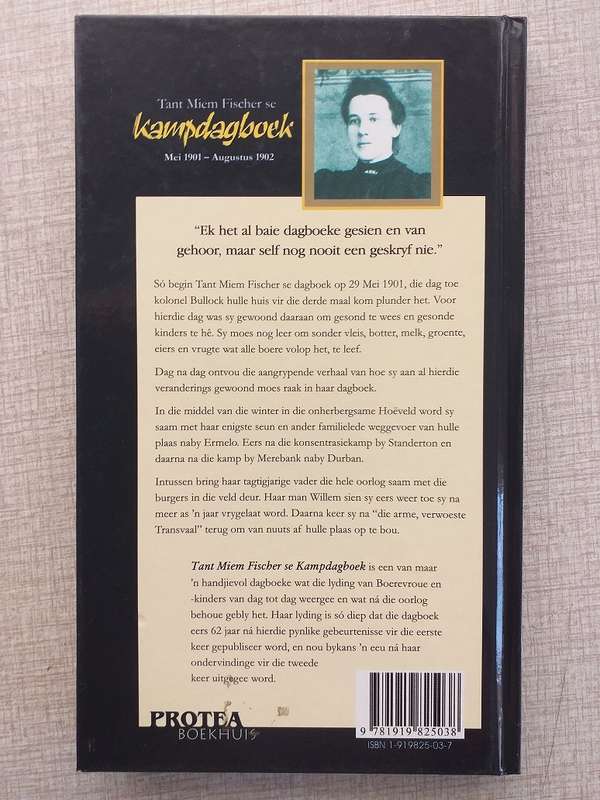 Tant Miem Fischer se
kampdagboek
Mei 1901 – Augustus 1902
“Ek het al baie dagboeke gesien en van
gehoor, maar self nog nooit een geskryf nie.”
Só begin Tant Miem Fischer se dagboek op 29 Mei 1901, die dag toe
kolonel Bullock hulle huis vir die derde maal kom plunder het. Voor
hierdie dag was sy gewoond daaraan om gesond te wees en gesonde
kinders te hê. Sy moes nog leer om sonder vleis, botter, melk, groente,
eiers en vrugte wat alle boere volop het, te leef.
Dag na dag ontvou die aangrypende verhaal van hoe sy aan al hierdie
veranderings gewoond moes raak in haar dagboek.
In die middel van die winter in die onherbergsame Hoëveld word sy
saam met haar enigste seun en ander familielede weggevoer van hulle
plaas naby Ermelo. Eers na die konsentrasiekamp by Standerton en
daarna na die kamp by Merebank naby Durban.
Intussen bring haar tagtigjarige vader die hele oorlog saam met die
burgers in die veld deur. Haar man Willem sien sy eers weer toe sy na
meer as 'n jaar vrygelaat word. Daarna keer sy na “die arme, verwoeste
Transvaal” terug om van nuuts af hulle plaas op te bou.
Tant Miem Fischer se Kampdagboek is een van maar
'n handjievol dagboeke wat die lyding van Boerevroue en
-kinders van dag tot dag weergee en wat ná die oorlog
behoue gebly het. Haar lyding is só diep dat die dagboek
eers 62 jaar ná hierdie pynlike gebeurtenisse vir die eerste
keer gepubliseer word, en nou bykans 'n eeu ná haar
ondervindinge vir die tweede
keer uitgegee word.
PROTEA
BOEKHUIS
9 781919 825038
ISBN 1-919825-03-7